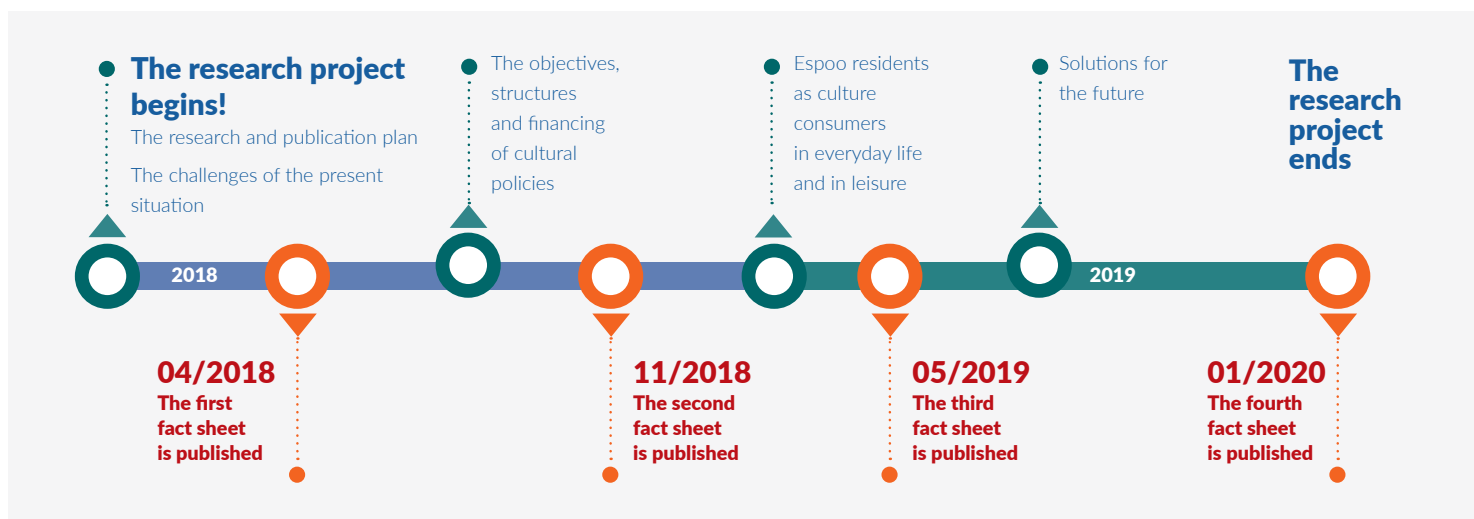 The research project
begins!
The research and publication plan
The challenges of the present
situation
The objectives,
structures
and financing
of cultural
policies
Espoo residents
as culture
consumers
in everyday life
and in leisure
Solutions for
the future
The
research
project
ends
2018
2019
04/2018
The first
fact sheet
is published
11/2018
The second
fact sheet
is published
05/2019
The third
fact sheet
is published
01/2020
The fourth
fact sheet
is published